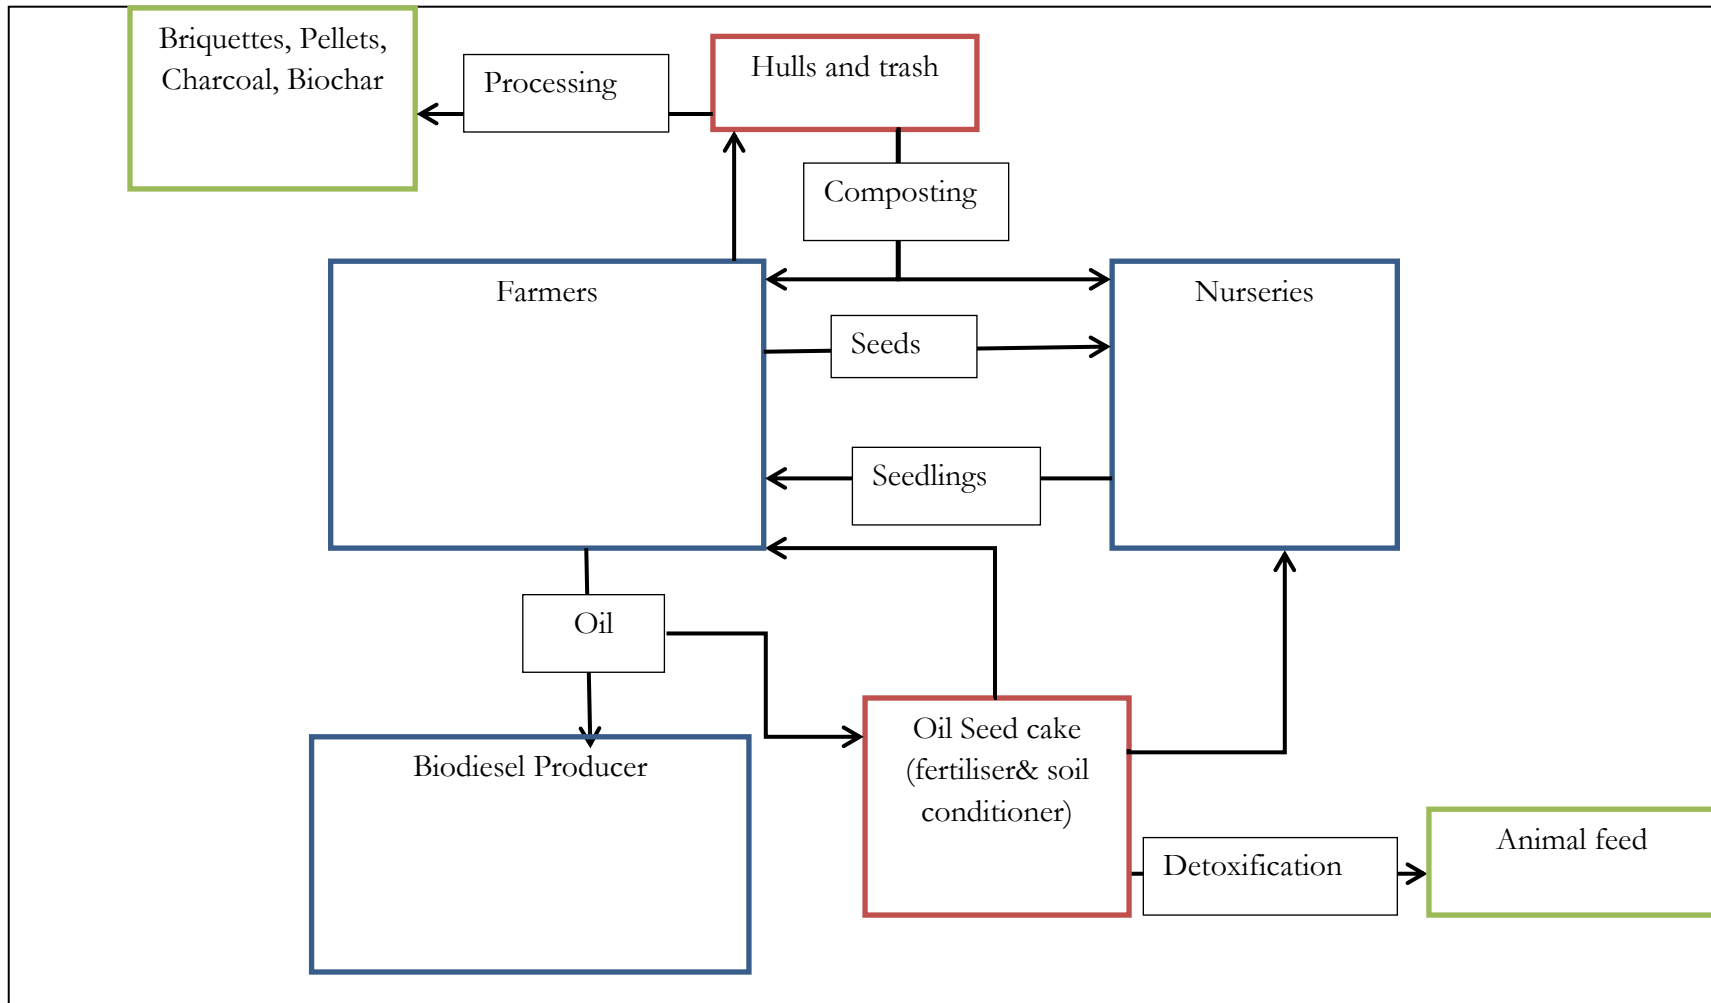 Briquettes, Pellets,
Charcoal, Biochar
Processing
Hulls and trash
Composting
Farmers
Nurseries
Seeds
Seedlings
Oil
Biodiesel Producer
Oil Seed cake
(fertiliser& soil
conditioner)
Detoxification
Animal feed